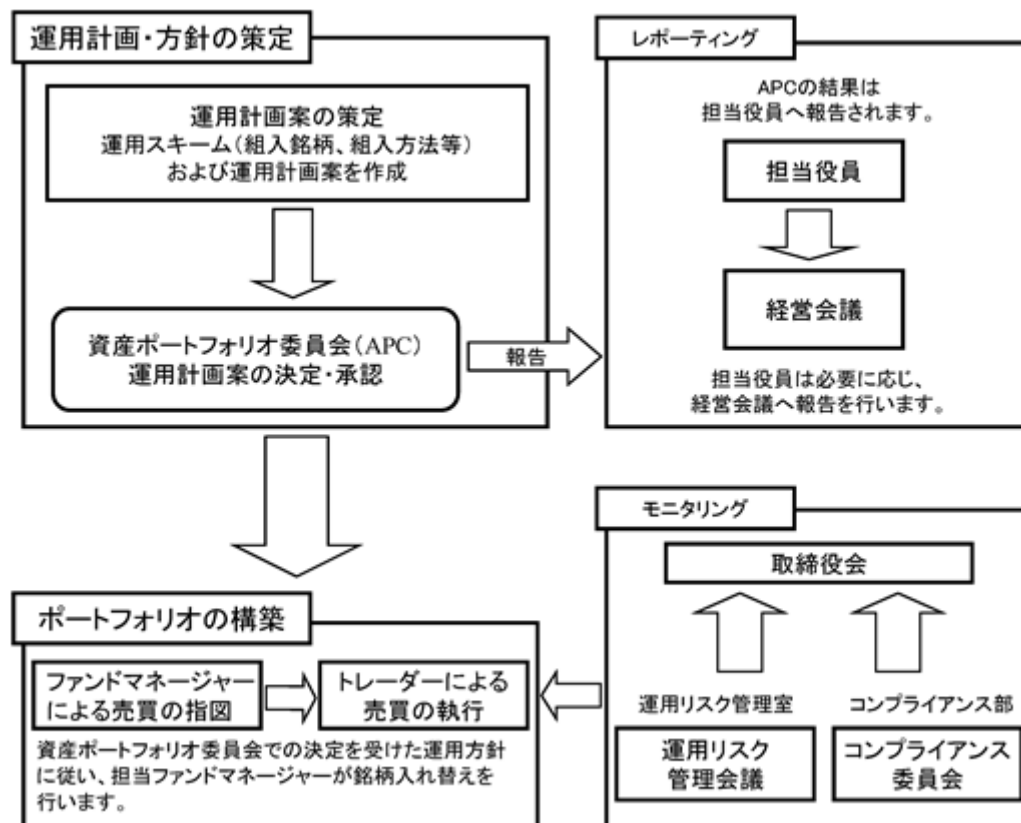 運用計画・方針の策定
運用計画案の策定
運用スキーム(組入銘柄、組入方法等)
および運用計画案を作成
資産ポートフォリオ委員会(APC)
運用計画案の決定・承認
報告
レポーティング
APCの結果は
担当役員へ報告されます。
担当役員
経営会議
担当役員は必要に応じ、
経営会議へ報告を行います。
ポートフォリオの構築
ファンドマネージャー
による売買の指図
トレーダーによる
売買の執行
資産ポートフォリオ委員会での決定を受けた運用方針
に従い、担当ファンドマネージャーが銘柄入れ替えを
行います。
モニタリング
取締役会
運用リスク管理室
運用リスク
管理会議
コンプライアンス部
コンプライアンス
委員会